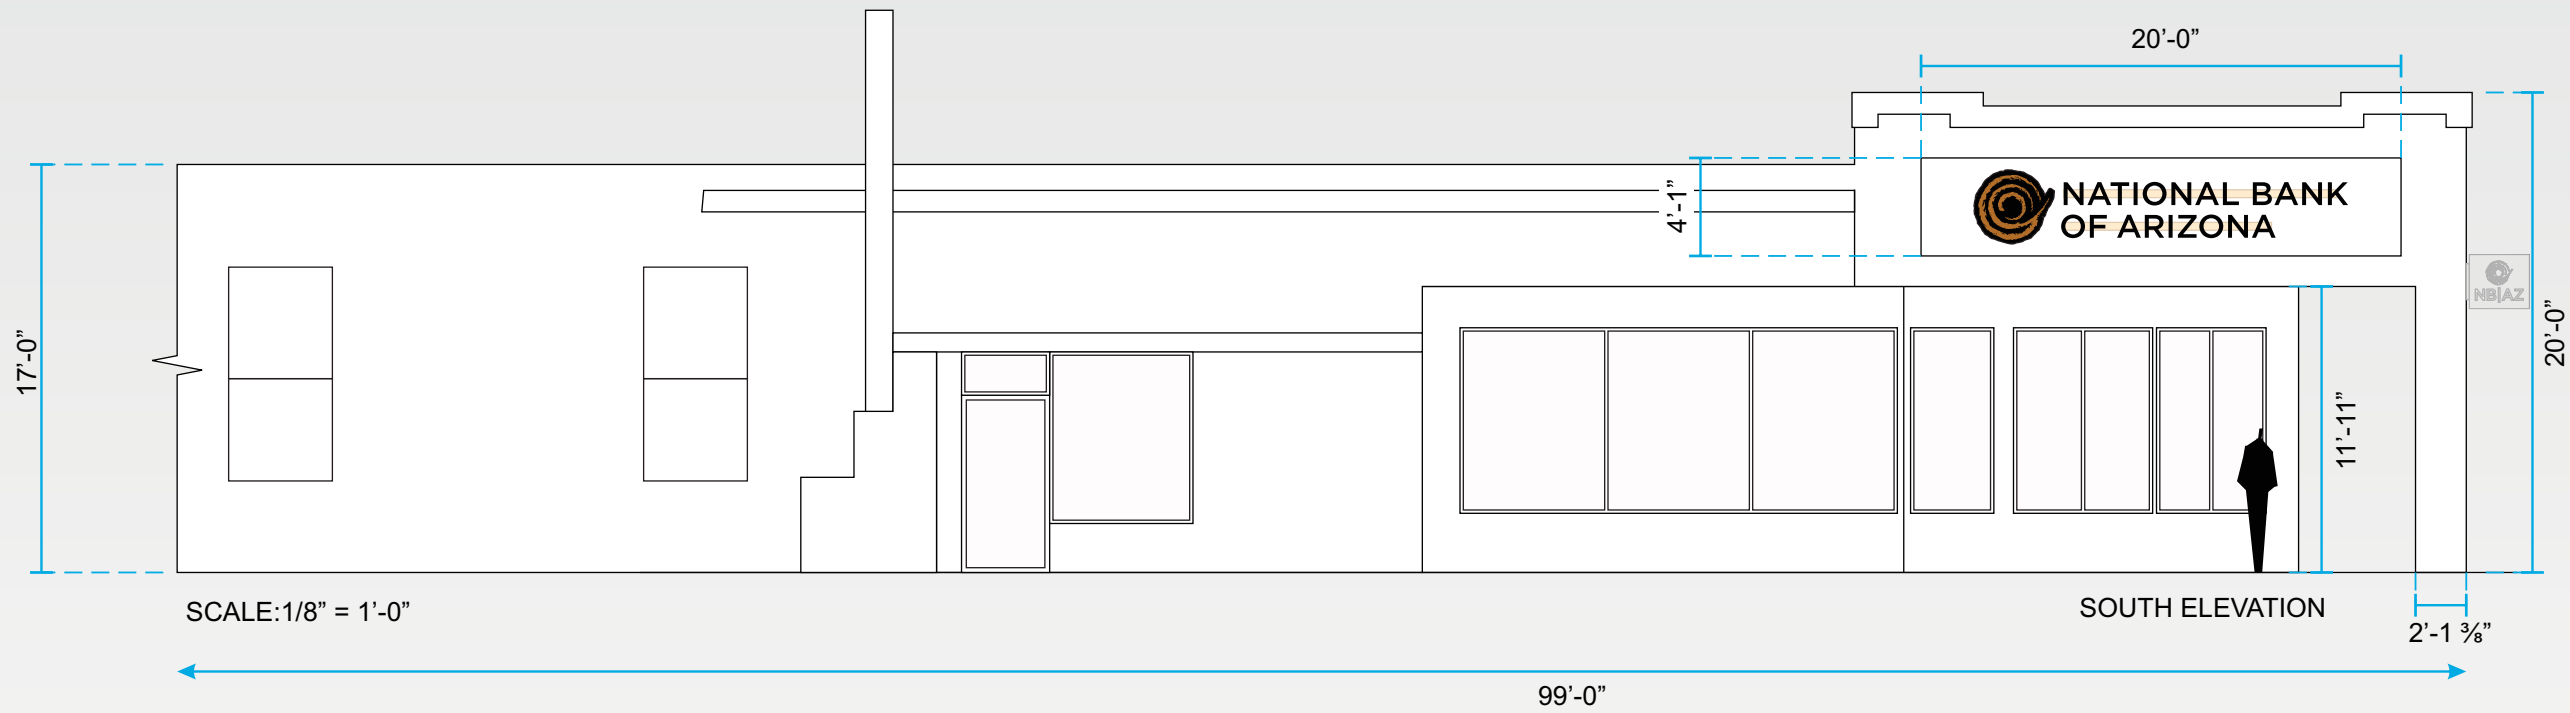 20’-0”
4’-1”
NATIONAL BANK
OF ARIZONA
NB|AZ
17’-0”
20’-0”
11’-11”
SCALE:1/8” = 1’-0”
SOUTH ELEVATION
2’-1 ⅜”
99’-0”